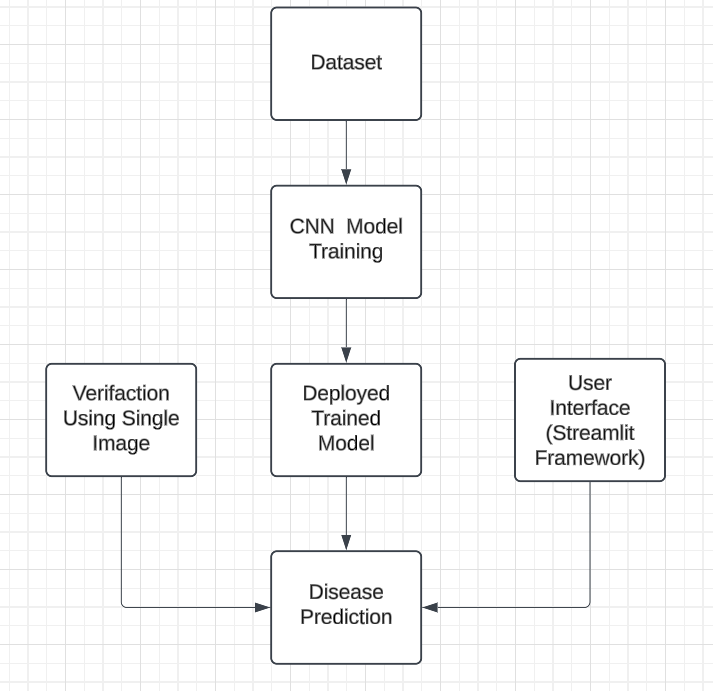 Dataset
CNN Model
Training
Verifaction
Using Single
Image
Deployed
Trained
Model
User
Interface
(Streamlit
Framework)
Disease
Prediction